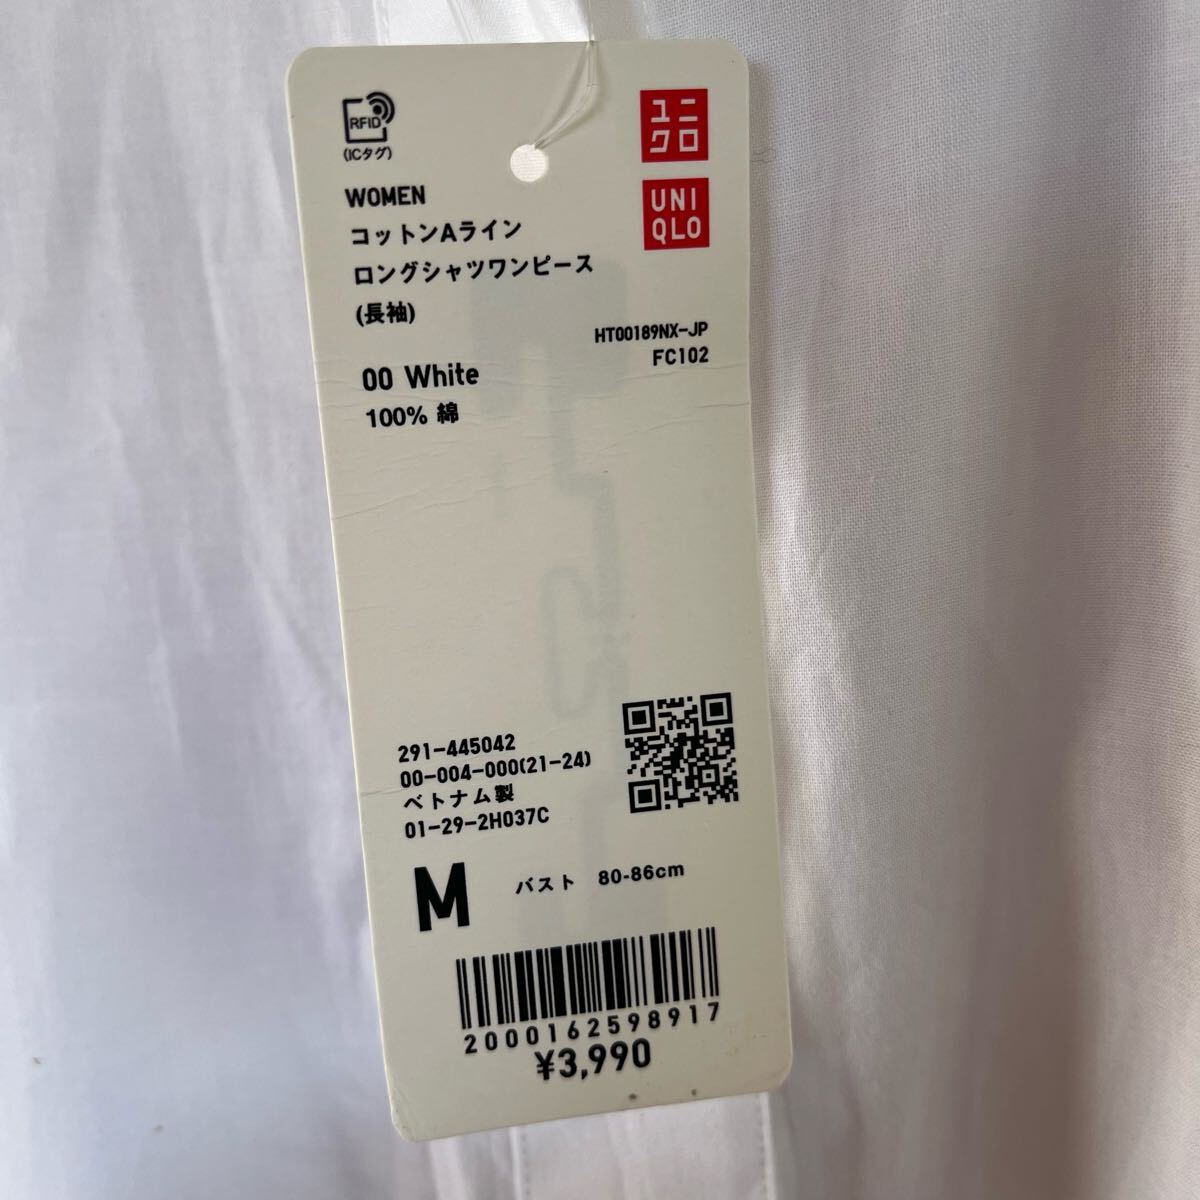 RFID
(ICタグ)
ユニ
クロ
UNI
QLO
WOMEN
コットンAライン
ロングシャツワンピース
(長袖)
HT00189NX-JP
FC102
00 White
100% 綿
291-445042
00-004-000(21-24)
ベトナム製
01-29-2H037C
M バスト 80-86cm
2000162598917
¥3,990